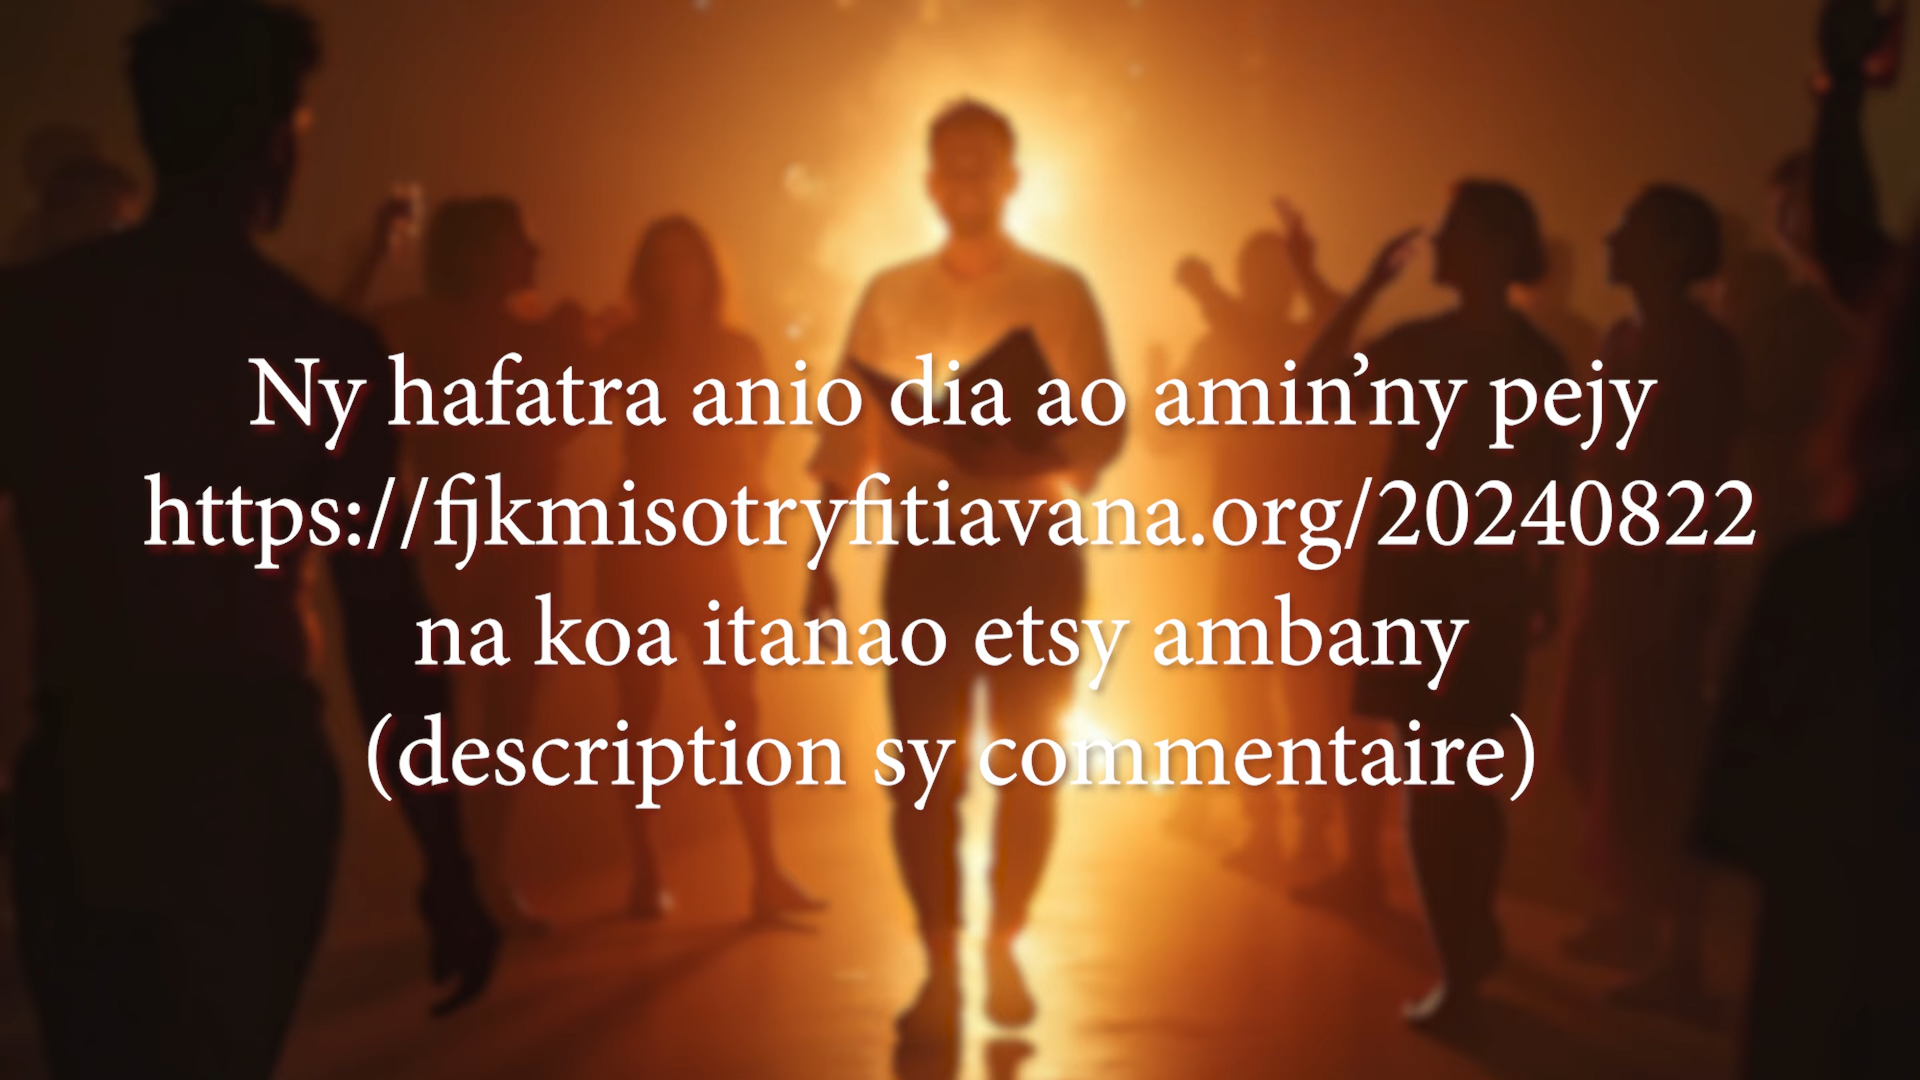 Ny hafatra anio dia ao amin’ny pejy
https://fjkmisotryfitiavana.org/20240822
na koa itanao etsy ambany
(description sy commentaire)